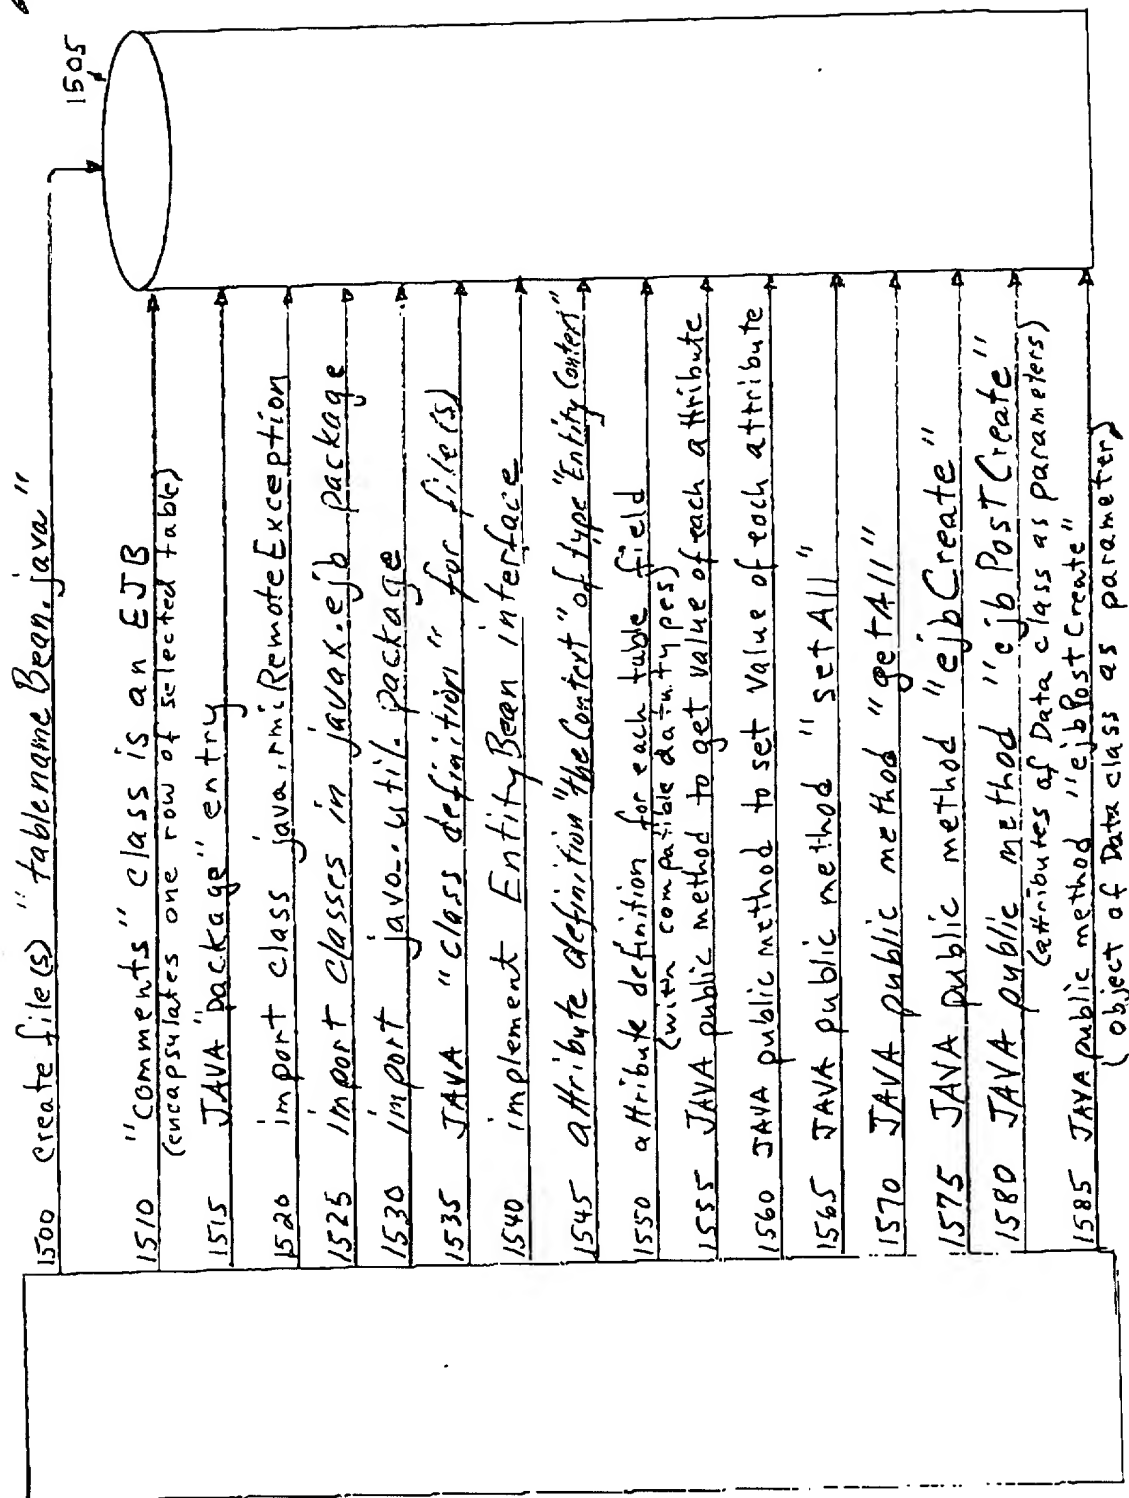 1505
1500 create file(s) "tablename Bean.java"
1510 "comments" class is an EJB
(encapsulates one row of selected table)
1515 JAVA "package" entry
1520 import class java.rmi RemoteException
1525 import classes in javax.ejb package
1530 import java.util. package
1535 JAVA "class definition" for file(s)
1540 implement EntityBean interface
1545 attribute definition "theContext" of type "Entity Context"
1550 attribute definition for each table field
(with compatible datatypes)
1555 JAVA public method to get value of each attribute
1560 JAVA public method to set value of each attribute
1565 JAVA public method "setAll"
1570 JAVA public method "getAll"
1575 JAVA public method "ejbCreate"
1580 JAVA public method "ejbPostCreate"
(attributes of Data class as parameters)
1585 JAVA public method "ejbPostCreate"
(object of Data class as parameter)